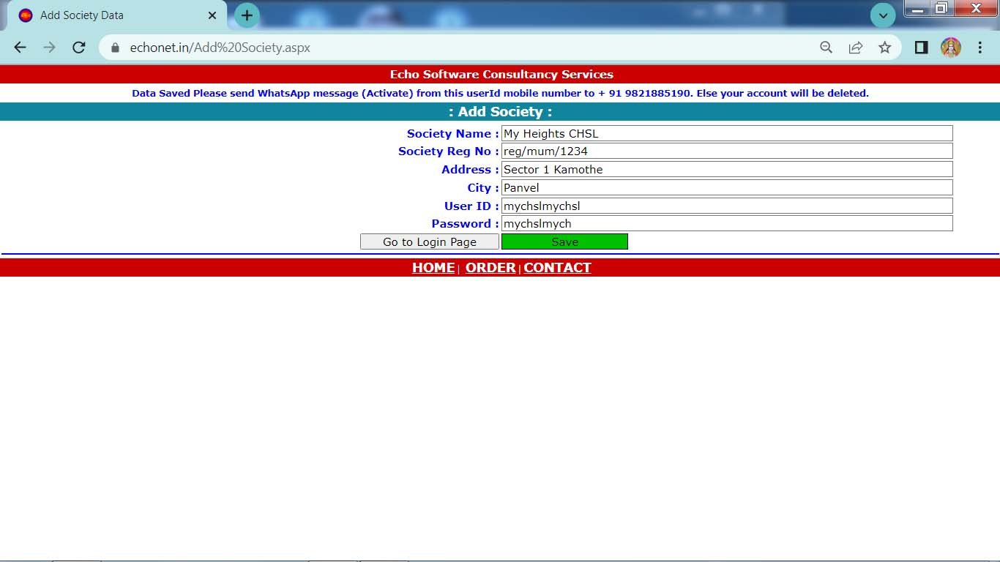 Add Society Data
echonet.in/Add%20Society.aspx
Echo Software Consultancy Services
Data Saved Please send WhatsApp message (Activate) from this userId mobile number to + 91 9821885190. Else your account will be deleted.
: Add Society :
Society Name : My Heights CHSL
Society Reg No : reg/mum/1234
Address : Sector 1 Kamothe
City : Panvel
User ID : mychslmychsl
Password : mychslmych
Go to Login Page Save
HOME | ORDER | CONTACT